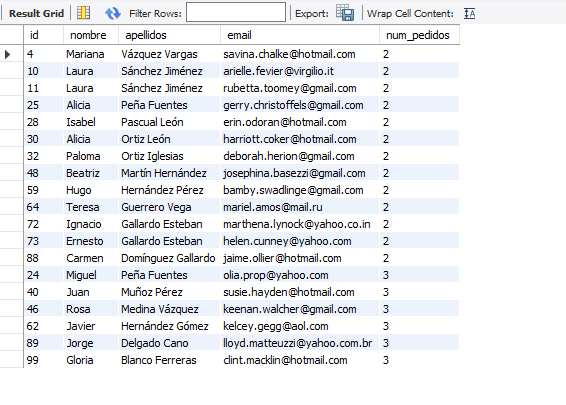 Result Grid Filter Rows: Export: Wrap Cell Content:
id nombre apellidos email num_pedidos
4 Mariana Vázquez Vargas savina.chalke@hotmail.com 2
10 Laura Sánchez Jiménez arielle.fevier@virgilio.it 2
11 Laura Sánchez Jiménez rubetta.toomey@gmail.com 2
25 Alicia Peña Fuentes gerry.christoffels@gmail.com 2
28 Isabel Pascual León erin.odoran@hotmail.com 2
30 Alicia Ortiz León harriott.coker@hotmail.com 2
32 Paloma Ortiz Iglesias deborah.herion@gmail.com 2
48 Beatriz Martín Hernández josephina.basezzi@gmail.com 2
59 Hugo Hernández Pérez bamby.swadlinge@gmail.com 2
64 Teresa Guerrero Vega mariel.amos@mail.ru 2
72 Ignacio Gallardo Esteban marthena.lynock@yahoo.co.in 2
73 Ernesto Gallardo Esteban helen.cunney@yahoo.com 2
88 Carmen Domínguez Gallardo jaime.ollier@hotmail.com 2
24 Miguel Peña Fuentes olia.prop@yahoo.com 3
40 Juan Muñoz Pérez susie.hayden@hotmail.com 3
46 Rosa Medina Vázquez keenan.walcher@gmail.com 3
62 Javier Hernández Gómez kelcey.gegg@aol.com 3
89 Jorge Delgado Cano lloyd.matteuzzi@yahoo.com.br 3
99 Gloria Blanco Ferreras clint.macklin@hotmail.com 3